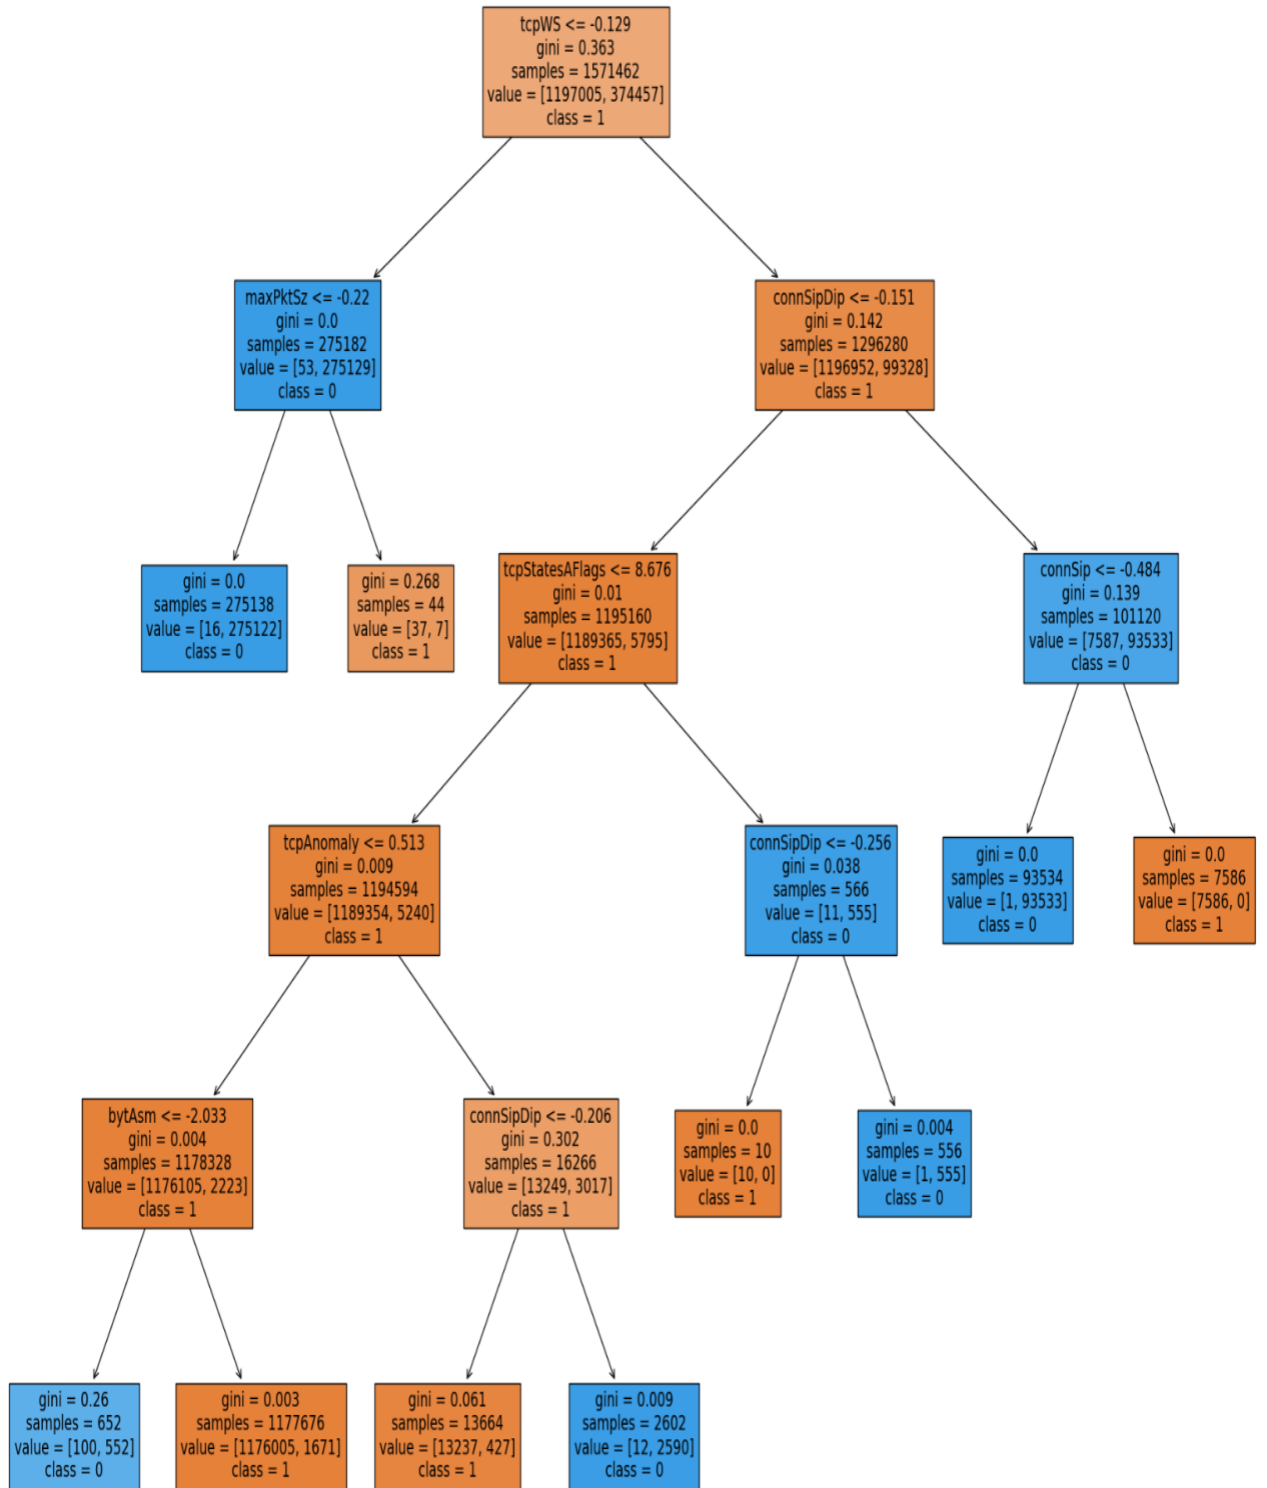 tcpWS <= -0.129
gini = 0.363
samples = 1571462
value = [1197005, 374457]
class = 1
maxPktSz <= -0.22
gini = 0.0
samples = 275182
value = [53, 275129]
class = 0
connSipDip <= -0.151
gini = 0.142
samples = 1296280
value = [1196952, 99328]
class = 1
gini = 0.0
samples = 275138
value = [16, 275122]
class = 0
gini = 0.268
samples = 44
value = [37, 7]
class = 1
tcpStatesAFlags <= 8.676
gini = 0.01
samples = 1195160
value = [1189365, 5795]
class = 1
connSip <= -0.484
gini = 0.139
samples = 101120
value = [7587, 93533]
class = 0
tcpAnomaly <= 0.513
gini = 0.009
samples = 1194594
value = [1189354, 5240]
class = 1
connSipDip <= -0.256
gini = 0.038
samples = 566
value = [11, 555]
class = 0
gini = 0.0
samples = 93534
value = [1, 93533]
class = 0
gini = 0.0
samples = 7586
value = [7586, 0]
class = 1
bytAsm <= -2.033
gini = 0.004
samples = 1178328
value = [1176105, 2223]
class = 1
connSipDip <= -0.206
gini = 0.302
samples = 16266
value = [13249, 3017]
class = 1
gini = 0.0
samples = 10
value = [10, 0]
class = 1
gini = 0.004
samples = 556
value = [1, 555]
class = 0
gini = 0.26
samples = 652
value = [100, 552]
class = 0
gini = 0.003
samples = 1177676
value = [1176005, 1671]
class = 1
gini = 0.061
samples = 13664
value = [13237, 427]
class = 1
gini = 0.009
samples = 2602
value = [12, 2590]
class = 0